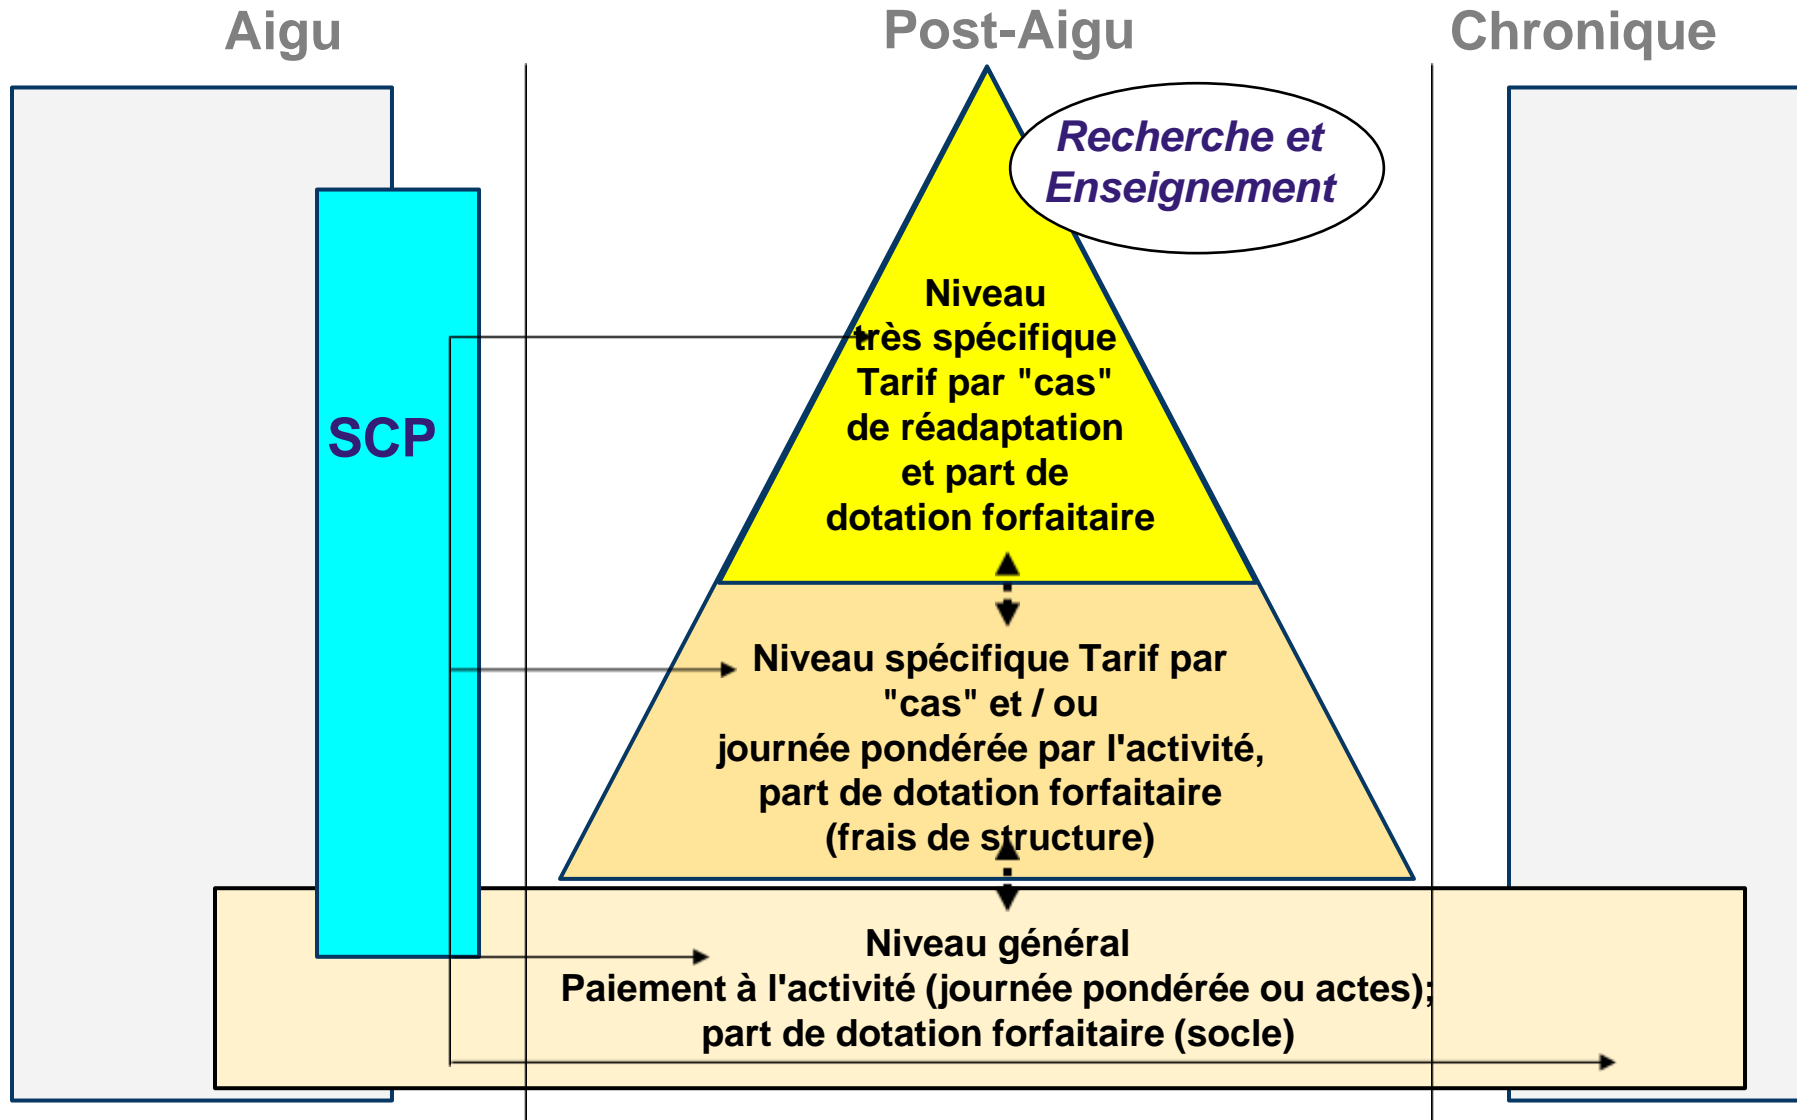 Aigu
Post-Aigu
Chronique
Recherche et
Enseignement
Niveau
très spécifique
Tarif par "cas"
de réadaptation
et part de
dotation forfaitaire
SCP
Niveau spécifique Tarif par
"cas" et / ou
journée pondérée par l'activité,
part de dotation forfaitaire
(frais de structure)
Niveau général
Paiement à l'activité (journée pondérée ou actes);
part de dotation forfaitaire (socle)